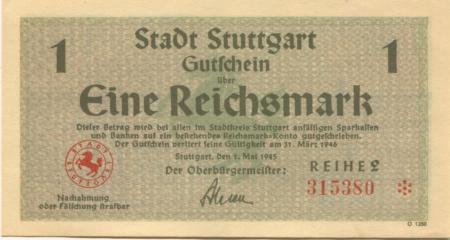 1 Stadt Stuttgart 1
Gutschein
über
Eine Reichsmark
Dieser Betrag wird bei allen im Stadtkreis Stuttgart ansässigen Sparkassen
und Banken auf ein bestehendes Reichsmark-Konto gutgeschrieben.
Der Gutschein verliert seine Gültigkeit am 31. März 1946
Stuttgart, den 1. Mai 1945
Der Oberbürgermeister:
STADT STUTTGART
REIHE 2
315380 *
Nachahmung
oder Fälschung strafbar